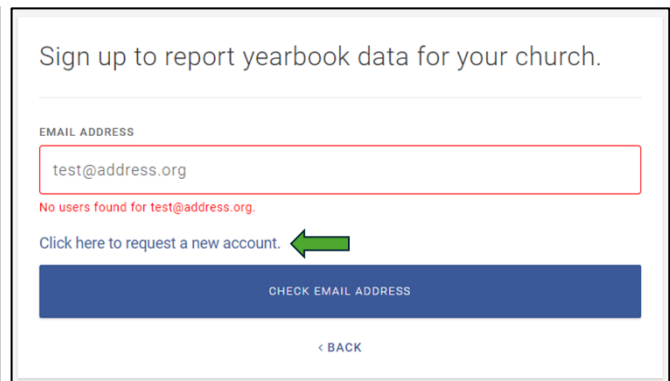 Sign up to report yearbook data for your church.
EMAIL ADDRESS
test@address.org
No users found for test@address.org.
Click here to request a new account.
CHECK EMAIL ADDRESS
< BACK